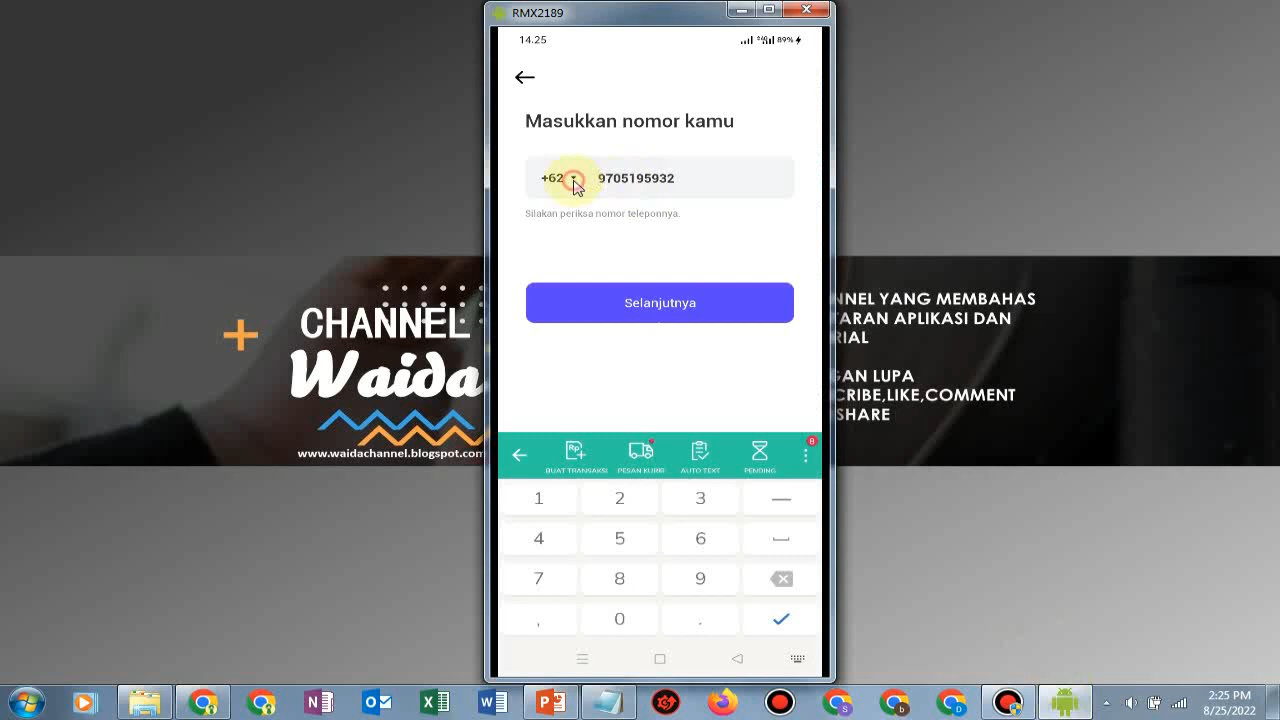 RMX2189
14.25
89%
Masukkan nomor kamu
+62
9705195932
Silakan periksa nomor teleponnya.
Selanjutnya
CHANNEL
Waida
www.waidachannel.blogspot.com
NNEL YANG MEMBAHAS
TARAN APLIKASI DAN
RIAL
GAN LUPA
CRIBE,LIKE,COMMENT
SHARE
BUAT TRANSAKSI
PESAN KURIR
AUTO TEXT
PENDING
8
1 2 3
4 5 6
7 8 9
, 0 .
2:25 PM
8/25/2022